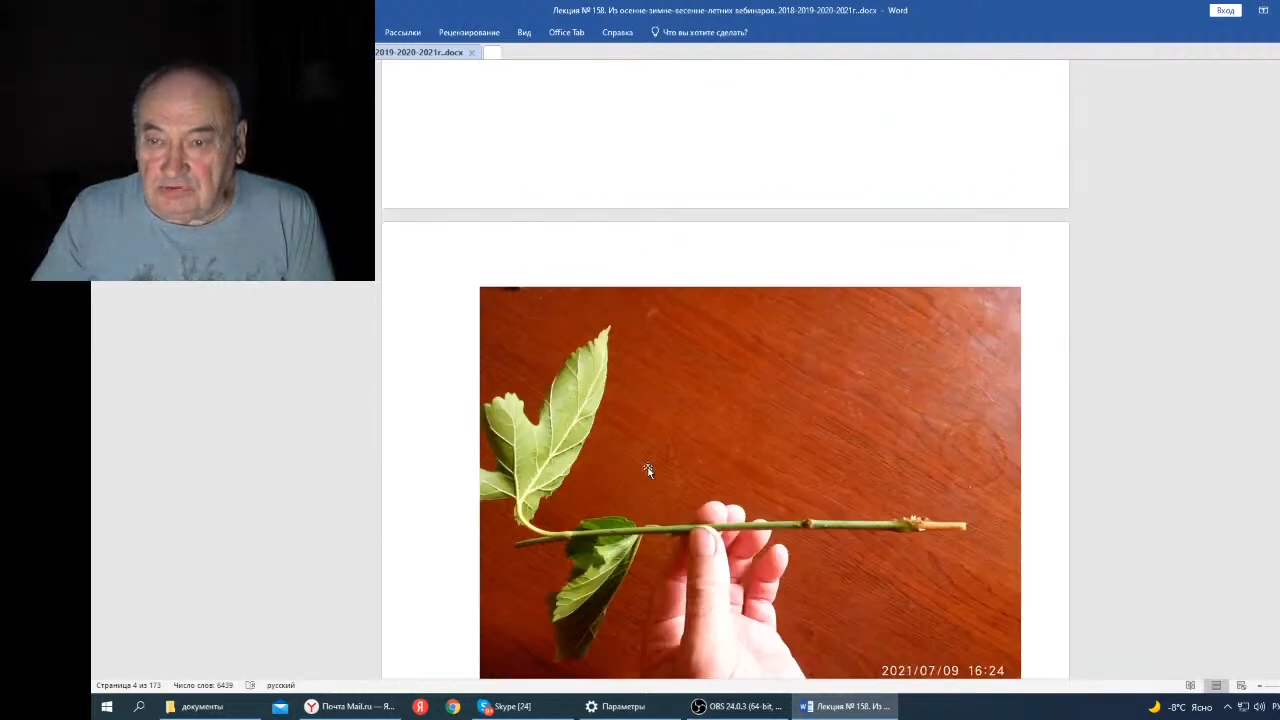 Лекция № 158. Из осенне-зимне-весенне-летних вебинаров. 2018-2019-2020-2021г..docx - Word
Вход
Рассылки
Рецензирование
Вид
Office Tab
Справка
Что вы хотите сделать?
2019-2020-2021г..docx
2021/07/09 16:24
Страница 4 из 173
Число слов: 6439
русский
документы
Почта Mail.ru — Я...
Я
Skype [24]
Параметры
OBS 24.0.3 (64-bit, ...
Лекция № 158. Из ...
-8°C Ясно